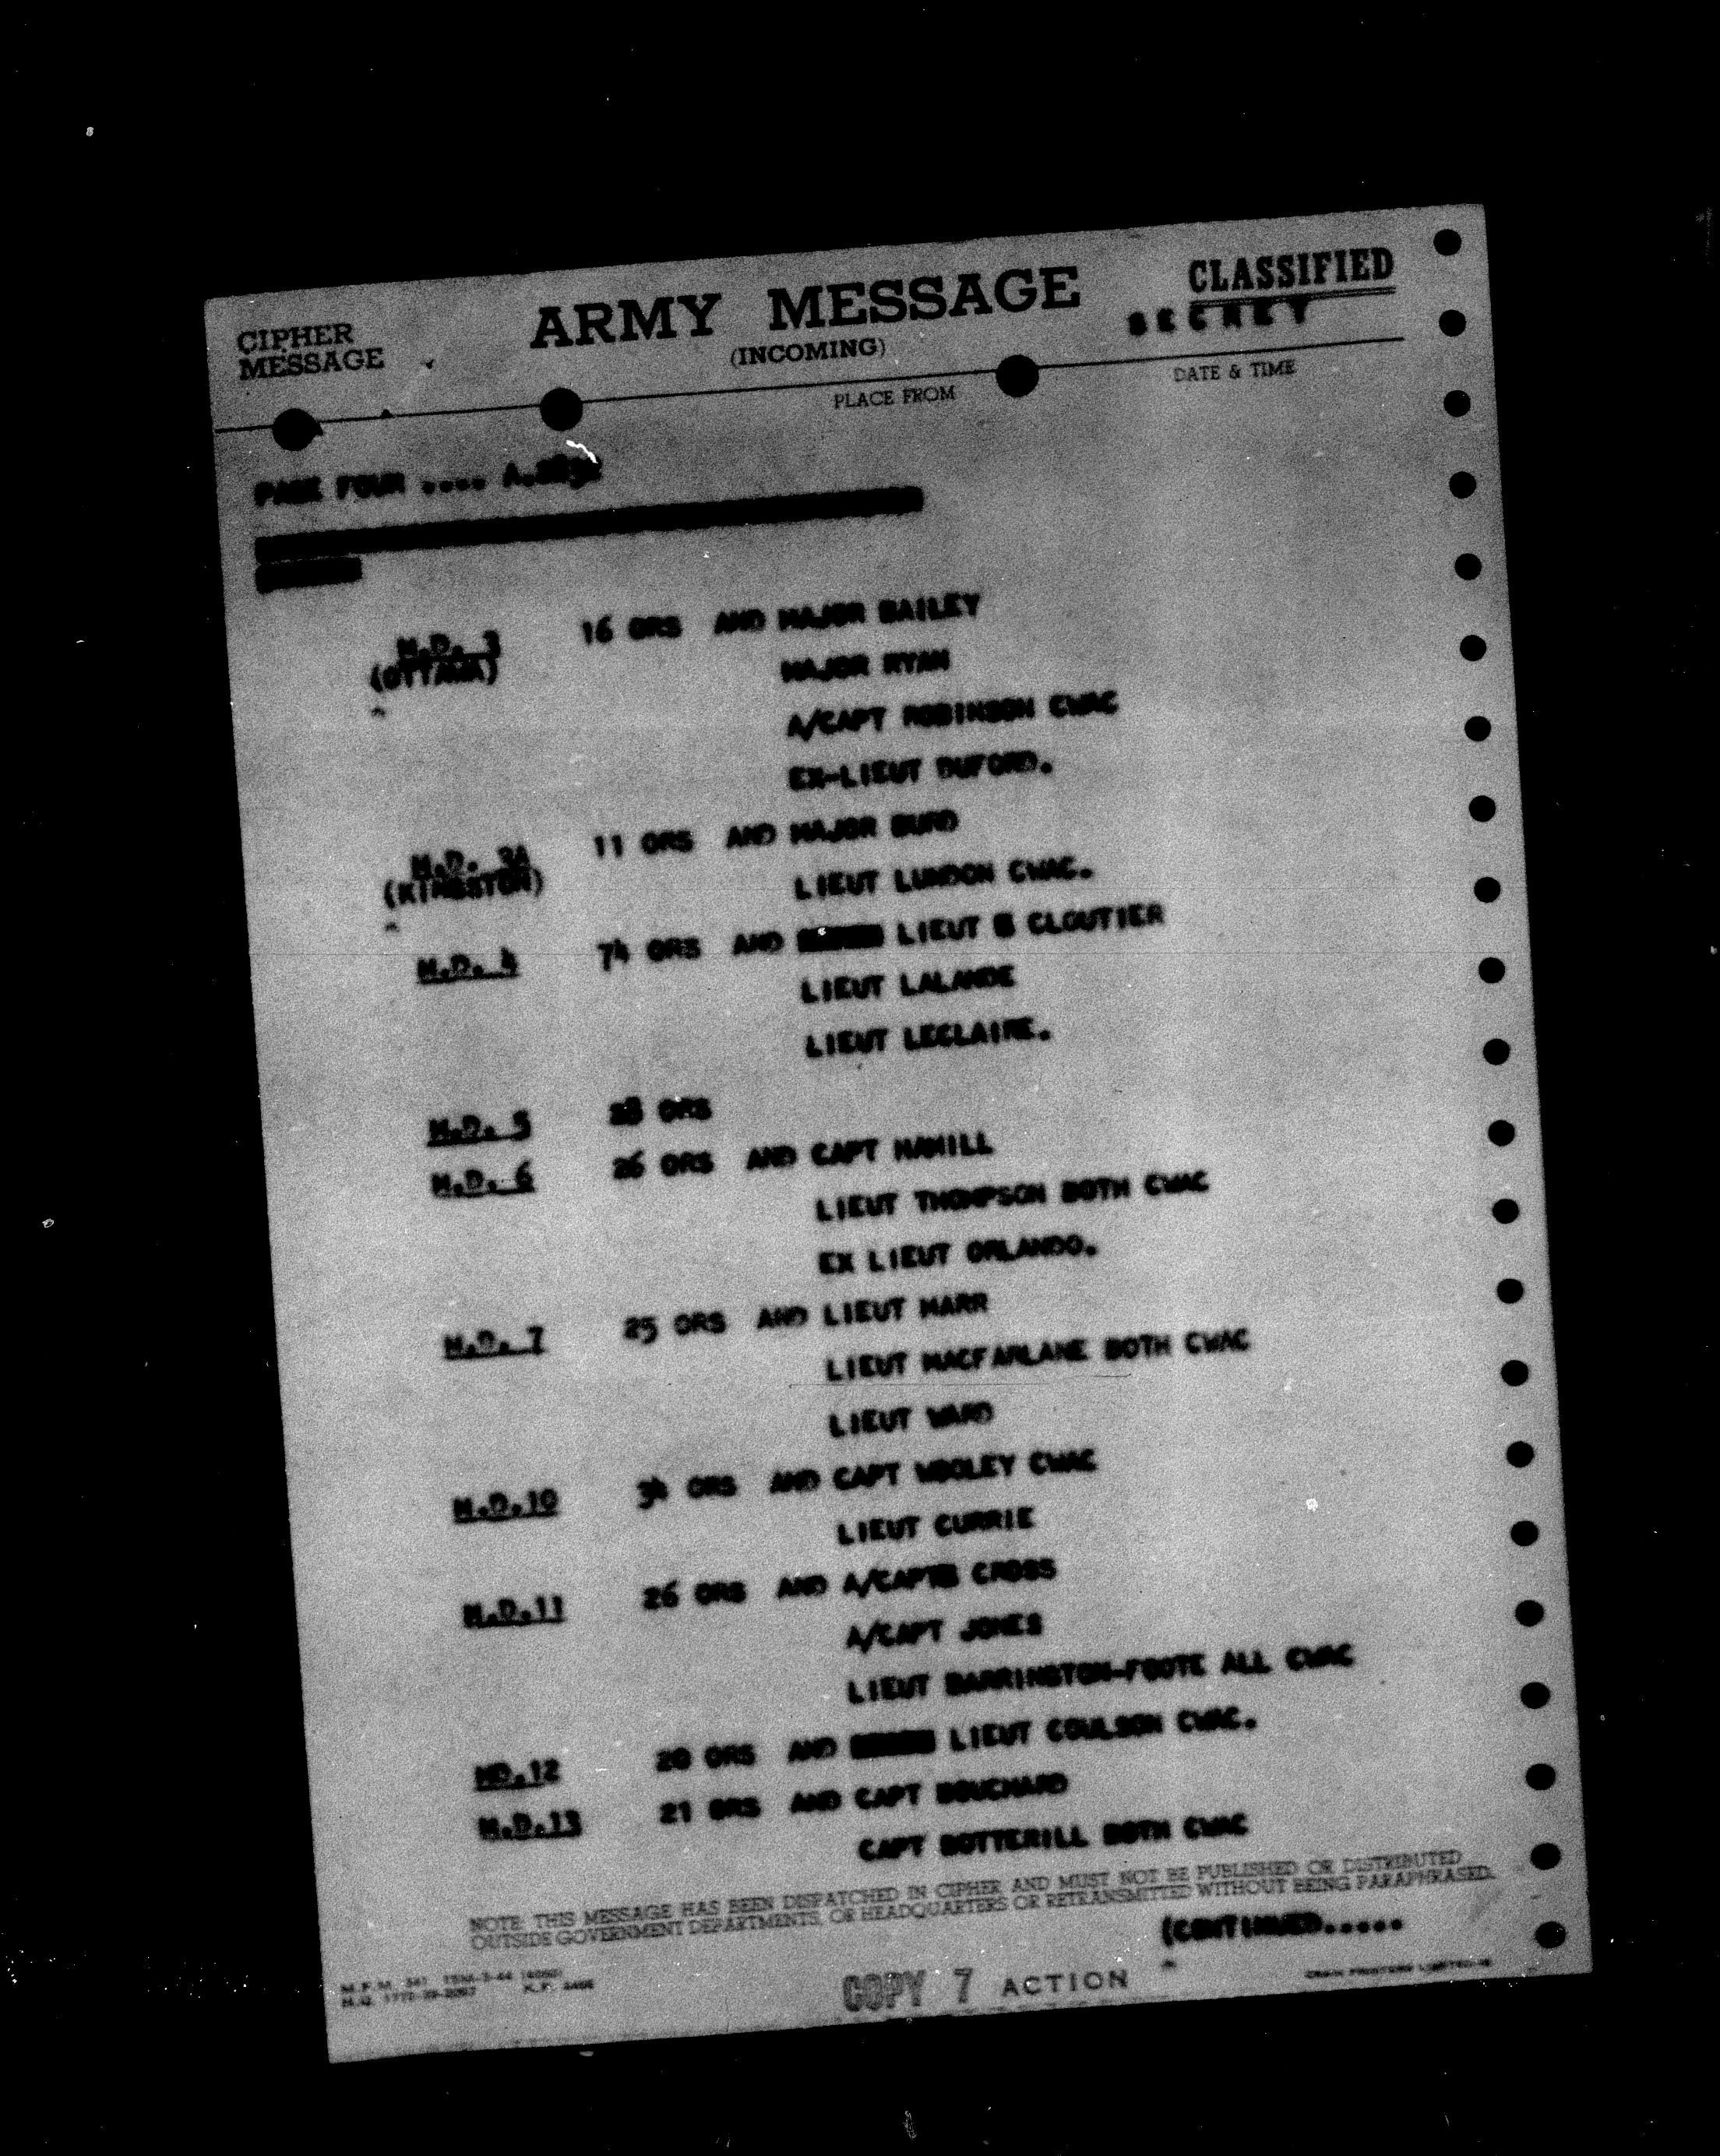 CIPHER
MESSAGE
ARMY MESSAGE
(INCOMING)
CLASSIFIED
SECRET
PLACE FROM
DATE & TIME
PAGE FOUR ....
M.D. 3 16 ORS AND MAJOR BAILEY
(OTTAWA) MAJOR RYAN
A/CAPT ROBINSON CWAC
EX-LIEUT DUFORD.
M.D. 3A 11 ORS AND MAJOR BURD
(KINGSTON) LIEUT LUNDON CWAC.
M.D. 4 74 ORS AND LIEUT CLOUTIER
LIEUT LALANDE
LIEUT LECLAIRE.
M.D. 5 28 ORS
M.D. 6 26 ORS AND CAPT HAMILL
LIEUT THOMPSON BOTH CWAC
EX LIEUT ORLANDO.
M.D. 7 25 ORS AND LIEUT MARR
LIEUT MACFARLANE BOTH CWAC
LIEUT WARD
M.D.10 34 ORS AND CAPT WOOLEY CWAC
LIEUT CURRIE
M.D.11 26 ORS AND A/CAPT CROSS
A/CAPT JONES
LIEUT BARRINGTON-FOOTE ALL CWAC
MD.12 20 ORS AND LIEUT COULSON CWAC.
M.D.13 21 ORS AND CAPT BOUCHARD
CAPT BOTTERILL BOTH CWAC
NOTE: THIS MESSAGE HAS BEEN DISPATCHED IN CIPHER AND MUST NOT BE PUBLISHED OR DISTRIBUTED
OUTSIDE GOVERNMENT DEPARTMENTS, OR HEADQUARTERS OR RETRANSMITTED WITHOUT BEING PARAPHRASED.
(CONTINUED.....
COPY 7 ACTION